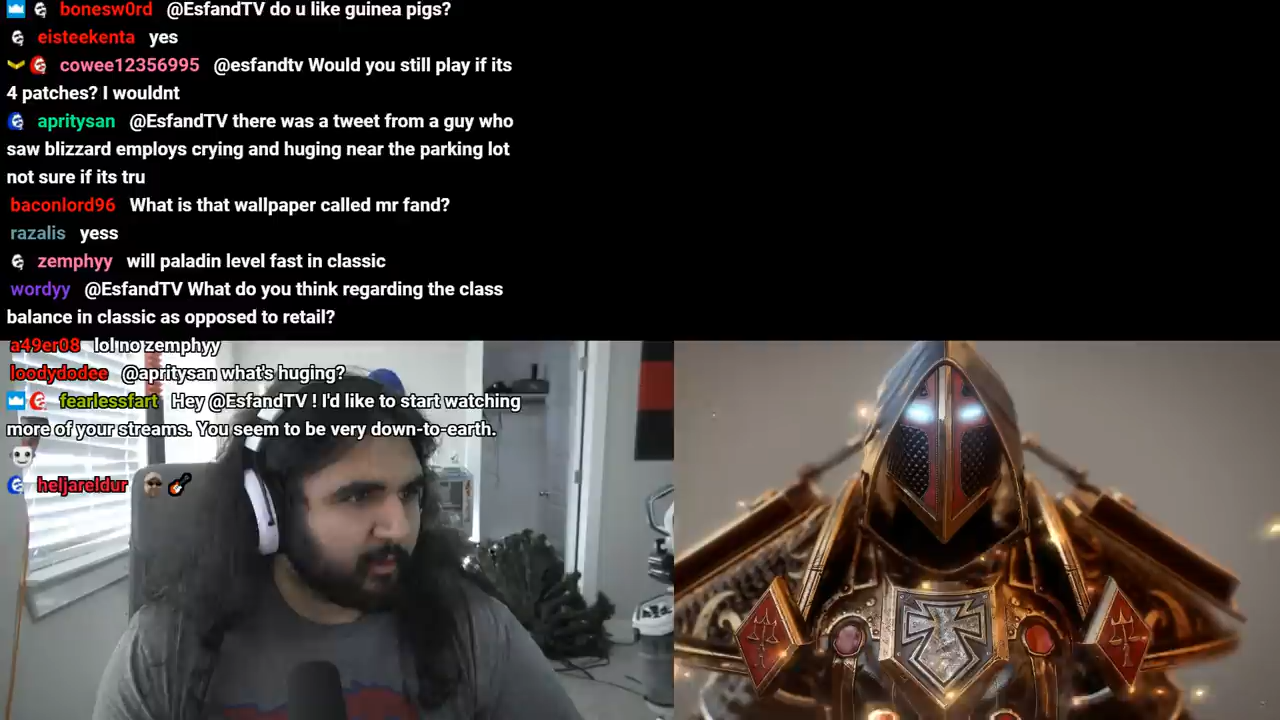 bonesw0rd @EsfandTV do u like guinea pigs?
eisteekenta yes
cowee12356995 @esfandtv Would you still play if its
4 patches? I wouldnt
apritysan @EsfandTV there was a tweet from a guy who
saw blizzard employs crying and huging near the parking lot
not sure if its tru
baconlord96 What is that wallpaper called mr fand?
razalis yess
zemphyy will paladin level fast in classic
wordyy @EsfandTV What do you think regarding the class
balance in classic as opposed to retail?
a49er08 lol no zemphyy
loodydodee @apritysan what's huging?
fearlessfart Hey @EsfandTV ! I'd like to start watching
more of your streams. You seem to be very down-to-earth.
heljareldur